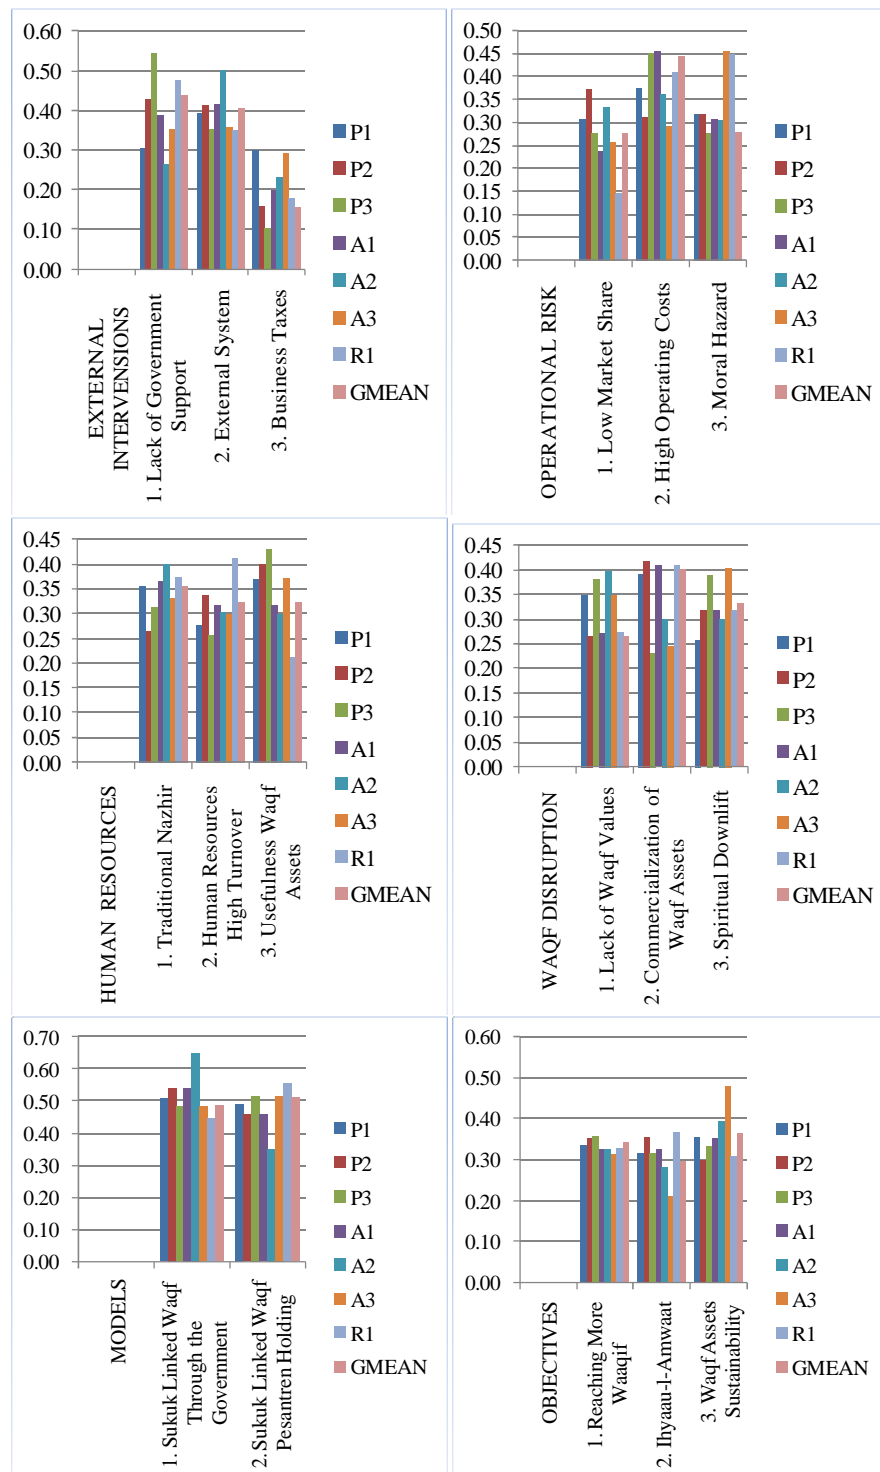 0.60
0.50
0.40
0.30
0.20
0.10
0.00
EXTERNAL
INTERVENSIONS
1. Lack of Government
Support
2. External System
3. Business Taxes
P1
P2
P3
A1
A2
A3
R1
GMEAN
0.50
0.45
0.40
0.35
0.30
0.25
0.20
0.15
0.10
0.05
0.00
OPERATIONAL RISK
1. Low Market Share
2. High Operating Costs
3. Moral Hazard
P1
P2
P3
A1
A2
A3
R1
GMEAN
0.45
0.40
0.35
0.30
0.25
0.20
0.15
0.10
0.05
0.00
HUMAN RESOURCES
1. Traditional Nazhir
2. Human Resources
High Turnover
3. Usefulness Waqf
Assets
P1
P2
P3
A1
A2
A3
R1
GMEAN
0.45
0.40
0.35
0.30
0.25
0.20
0.15
0.10
0.05
0.00
WAQF DISRUPTION
1. Lack of Waqf Values
2. Commercialization of
Waqf Assets
3. Spiritual Downlift
P1
P2
P3
A1
A2
A3
R1
GMEAN
0.70
0.60
0.50
0.40
0.30
0.20
0.10
0.00
MODELS
1. Sukuk Linked Waqf
Through the
Government
2. Sukuk Linked Waqf
Pesantren Holding
P1
P2
P3
A1
A2
A3
R1
GMEAN
0.60
0.50
0.40
0.30
0.20
0.10
0.00
OBJECTIVES
1. Reaching More
Waaqif
2. Ihyaau-l-Amwaat
3. Waqf Assets
Sustainability
P1
P2
P3
A1
A2
A3
R1
GMEAN